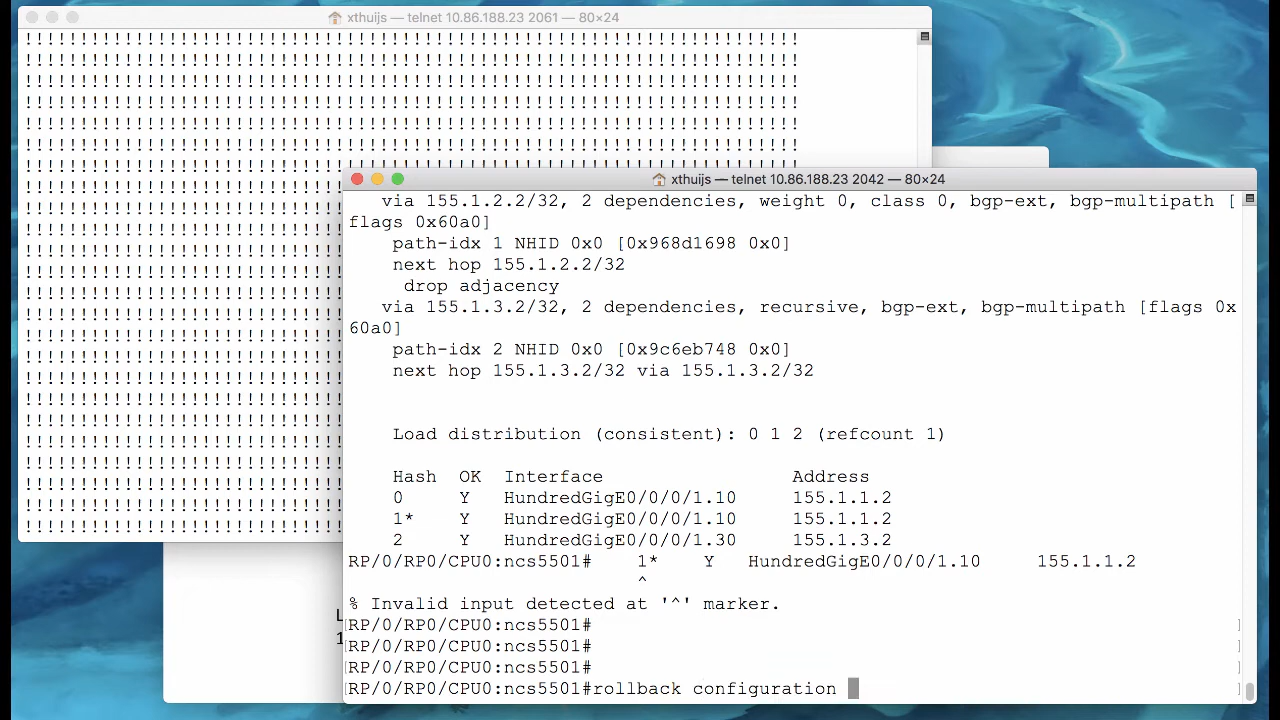 xthuijs — telnet 10.86.188.23 2061 — 80×24
!!!!!!!!!!!!!!!!!!!!!!!!!!!!!!!!!!!!!!!!!!!!!!!!!!!!!!!!!!!!!!!!!!!!!!
!!!!!!!!!!!!!!!!!!!!!!!!!!!!!!!!!!!!!!!!!!!!!!!!!!!!!!!!!!!!!!!!!!!!!!
!!!!!!!!!!!!!!!!!!!!!!!!!!!!!!!!!!!!!!!!!!!!!!!!!!!!!!!!!!!!!!!!!!!!!!
!!!!!!!!!!!!!!!!!!!!!!!!!!!!!!!!!!!!!!!!!!!!!!!!!!!!!!!!!!!!!!!!!!!!!!
!!!!!!!!!!!!!!!!!!!!!!!!!!!!!!!!!!!!!!!!!!!!!!!!!!!!!!!!!!!!!!!!!!!!!!
!!!!!!!!!!!!!!!!!!!!!!!!!!!!!!!!!!!!!!!!!!!!!!!!!!!!!!!!!!!!!!!!!!!!!!
xthuijs — telnet 10.86.188.23 2042 — 80×24
via 155.1.2.2/32, 2 dependencies, weight 0, class 0, bgp-ext, bgp-multipath [
flags 0x60a0]
path-idx 1 NHID 0x0 [0x968d1698 0x0]
next hop 155.1.2.2/32
drop adjacency
via 155.1.3.2/32, 2 dependencies, recursive, bgp-ext, bgp-multipath [flags 0x
60a0]
path-idx 2 NHID 0x0 [0x9c6eb748 0x0]
next hop 155.1.3.2/32 via 155.1.3.2/32
Load distribution (consistent): 0 1 2 (refcount 1)
Hash OK Interface Address
0 Y HundredGigE0/0/0/1.10 155.1.1.2
1* Y HundredGigE0/0/0/1.10 155.1.1.2
2 Y HundredGigE0/0/0/1.30 155.1.3.2
RP/0/RP0/CPU0:ncs5501# 1* Y HundredGigE0/0/0/1.10 155.1.1.2
^
% Invalid input detected at '^' marker.
RP/0/RP0/CPU0:ncs5501#
RP/0/RP0/CPU0:ncs5501#
RP/0/RP0/CPU0:ncs5501#
RP/0/RP0/CPU0:ncs5501#rollback configuration